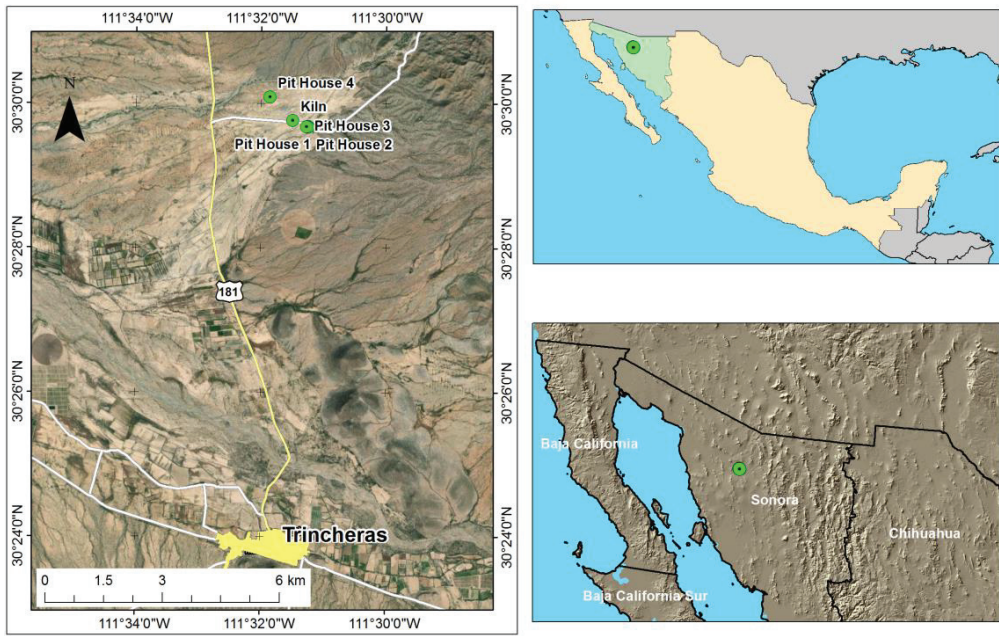 111°34'0"W
111°32'0"W
111°30'0"W
N
Pit House 4
Kiln
Pit House 3
Pit House 1
Pit House 2
30°30'0"N
30°30'0"N
30°28'0"N
30°28'0"N
181
30°26'0"N
30°26'0"N
30°24'0"N
30°24'0"N
Trincheras
0
1.5
3
6 km
111°34'0"W
111°32'0"W
111°30'0"W
Baja California
Sonora
Chihuahua
Baja California Sur